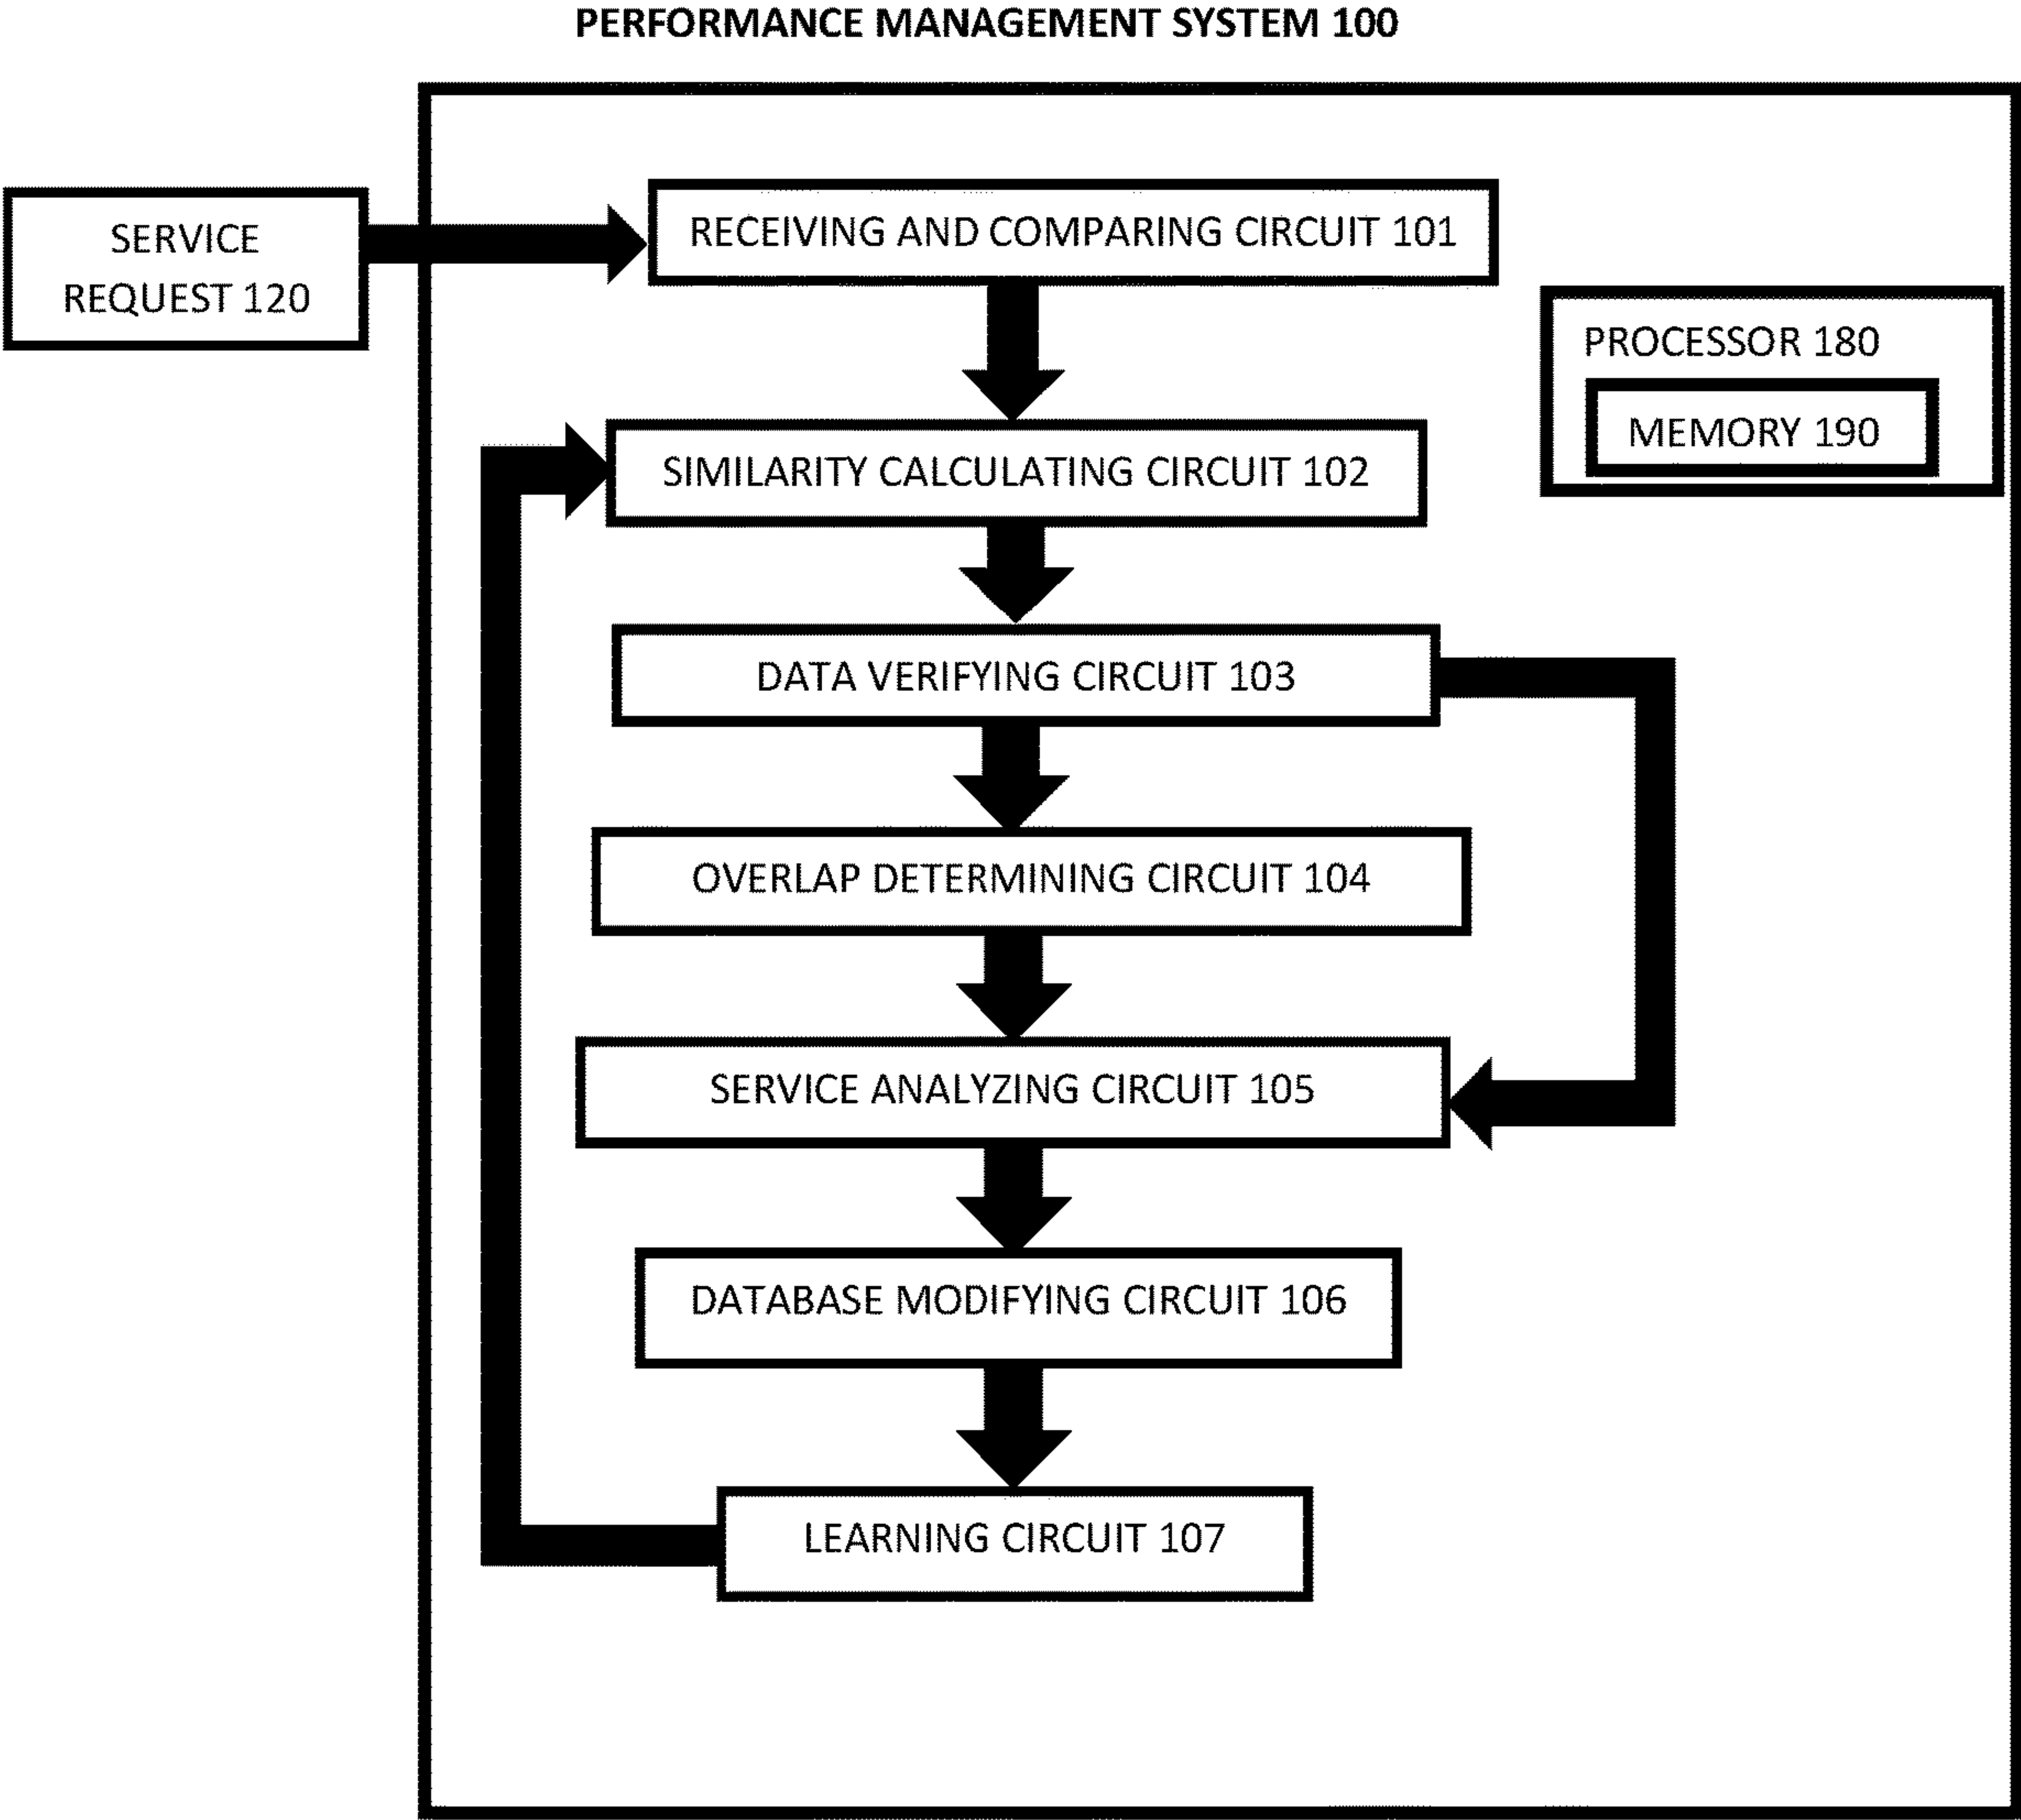 PERFORMANCE MANAGEMENT SYSTEM 100
SERVICE
REQUEST 120
RECEIVING AND COMPARING CIRCUIT 101
PROCESSOR 180
MEMORY 190
SIMILARITY CALCULATING CIRCUIT 102
DATA VERIFYING CIRCUIT 103
OVERLAP DETERMINING CIRCUIT 104
SERVICE ANALYZING CIRCUIT 105
DATABASE MODIFYING CIRCUIT 106
LEARNING CIRCUIT 107